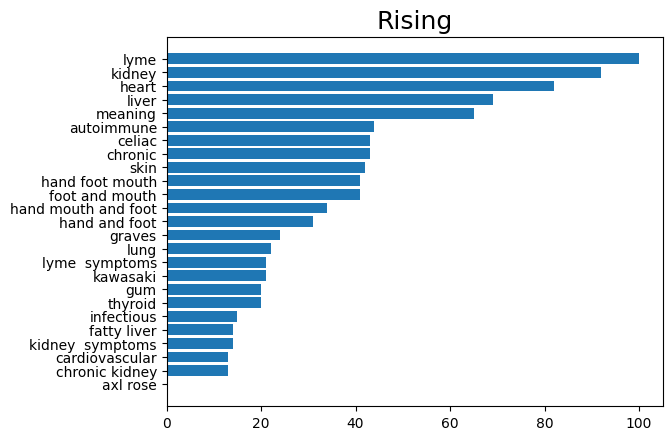 Rising
lyme
kidney
heart
liver
meaning
autoimmune
celiac
chronic
skin
hand foot mouth
foot and mouth
hand mouth and foot
hand and foot
graves
lung
lyme  symptoms
kawasaki
gum
thyroid
infectious
fatty liver
kidney  symptoms
cardiovascular
chronic kidney
axl rose
0 20 40 60 80 100